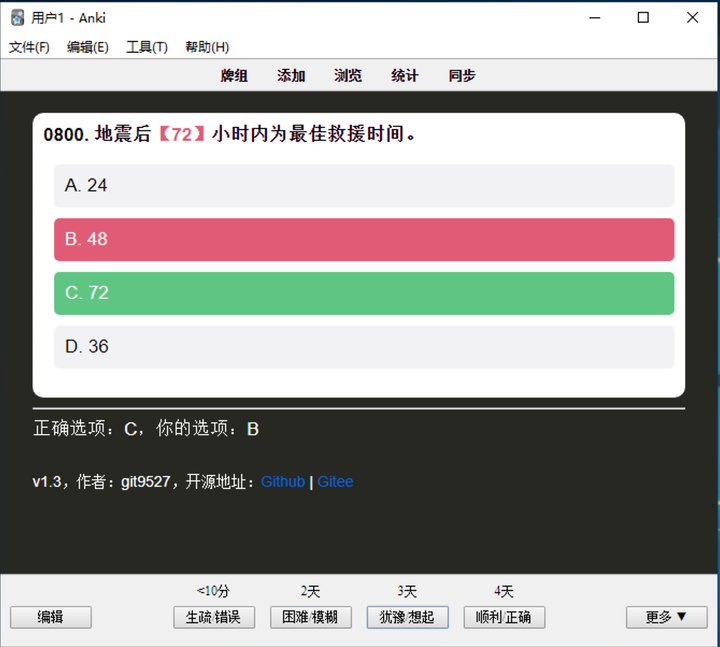 用户1 - Anki
文件(F) 编辑(E) 工具(T) 帮助(H)
牌组 添加 浏览 统计 同步
0800. 地震后【72】小时内为最佳救援时间。
A. 24
B. 48
C. 72
D. 36
正确选项：C，你的选项：B
v1.3，作者：git9527，开源地址：Github | Gitee
<10分 2天 3天 4天
编辑 生疏/错误 困难/模糊 犹豫/想起 顺利/正确 更多 ▼